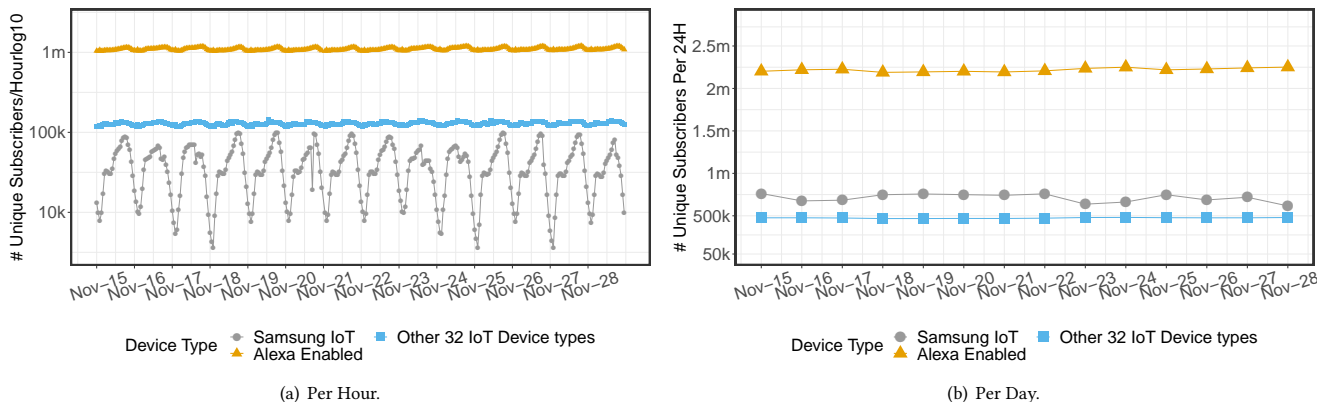 # Unique Subscribers/Hourlog10
1m
100k
10k
Nov−15
Nov−16
Nov−17
Nov−18
Nov−19
Nov−20
Nov−21
Nov−22
Nov−23
Nov−24
Nov−25
Nov−26
Nov−27
Nov−28
Device Type
Samsung IoT
Alexa Enabled
Other 32 IoT Device types
(a) Per Hour.
# Unique Subscribers Per 24H
2.5m
2m
1.5m
1m
500k
50k
Nov−15
Nov−16
Nov−17
Nov−18
Nov−19
Nov−20
Nov−21
Nov−22
Nov−23
Nov−24
Nov−25
Nov−26
Nov−27
Nov−28
Device Type
Samsung IoT
Alexa Enabled
Other 32 IoT Device types
(b) Per Day.